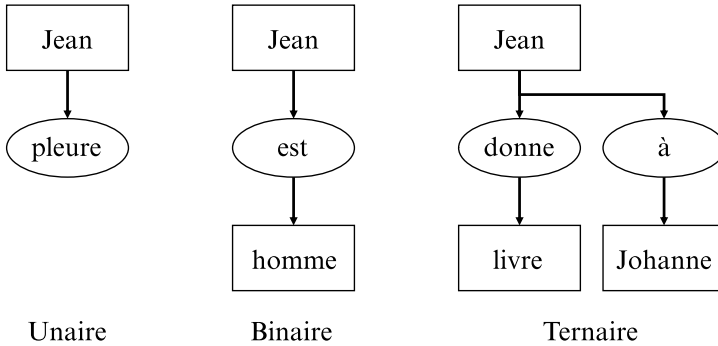 Jean
pleure
Unaire
Jean
est
homme
Binaire
Jean
donne
à
livre
Johanne
Ternaire